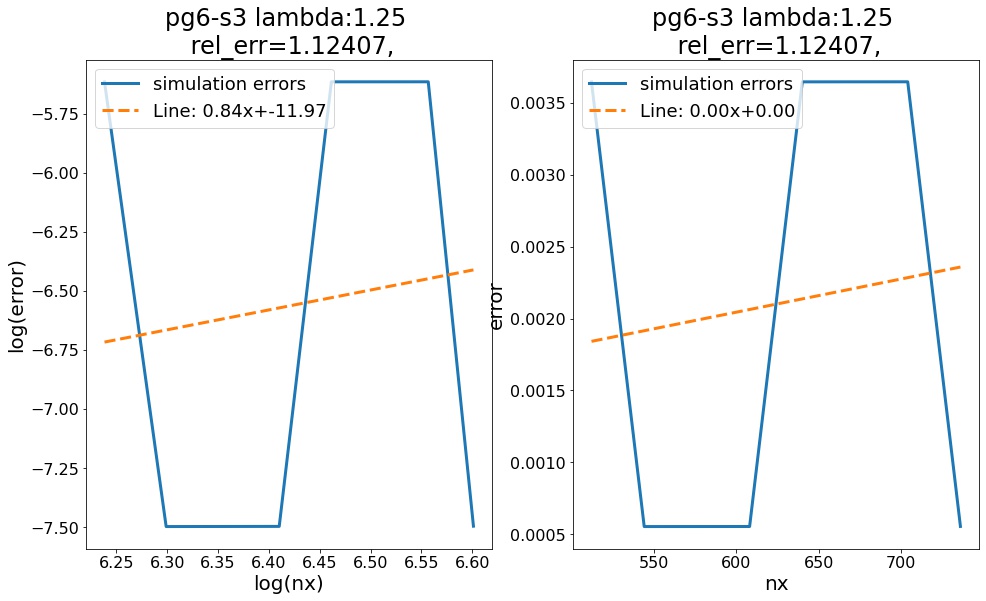 pg6-s3 lambda:1.25
rel_err=1.12407,
simulation errors
Line: 0.84x+-11.97
−5.75
−6.00
−6.25
−6.50
−6.75
−7.00
−7.25
−7.50
log(error)
6.25
6.30
6.35
6.40
6.45
6.50
6.55
6.60
log(nx)
pg6-s3 lambda:1.25
rel_err=1.12407,
simulation errors
Line: 0.00x+0.00
0.0035
0.0030
0.0025
0.0020
0.0015
0.0010
0.0005
error
550
600
650
700
nx